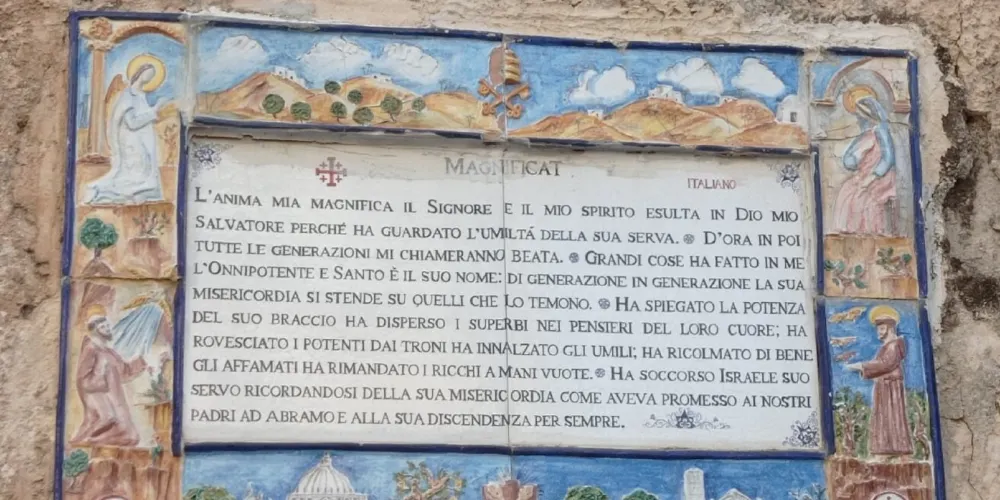 MAGNIFICAT
ITALIANO
L'ANIMA MIA MAGNIFICA IL SIGNORE E IL MIO SPIRITO ESULTA IN DIO MIO
SALVATORE PERCHÉ HA GUARDATO L'UMILTÁ DELLA SUA SERVA. D'ORA IN POI
TUTTE LE GENERAZIONI MI CHIAMERANNO BEATA. GRANDI COSE HA FATTO IN ME
L'ONNIPOTENTE E SANTO È IL SUO NOME: DI GENERAZIONE IN GENERAZIONE LA SUA
MISERICORDIA SI STENDE SU QUELLI CHE LO TEMONO. HA SPIEGATO LA POTENZA
DEL SUO BRACCIO HA DISPERSO I SUPERBI NEI PENSIERI DEL LORO CUORE; HA
ROVESCIATO I POTENTI DAI TRONI HA INNALZATO GLI UMILI; HA RICOLMATO DI BENE
GLI AFFAMATI HA RIMANDATO I RICCHI A MANI VUOTE. HA SOCCORSO ISRAELE SUO
SERVO RICORDANDOSI DELLA SUA MISERICORDIA COME AVEVA PROMESSO AI NOSTRI
PADRI AD ABRAMO E ALLA SUA DISCENDENZA PER SEMPRE.